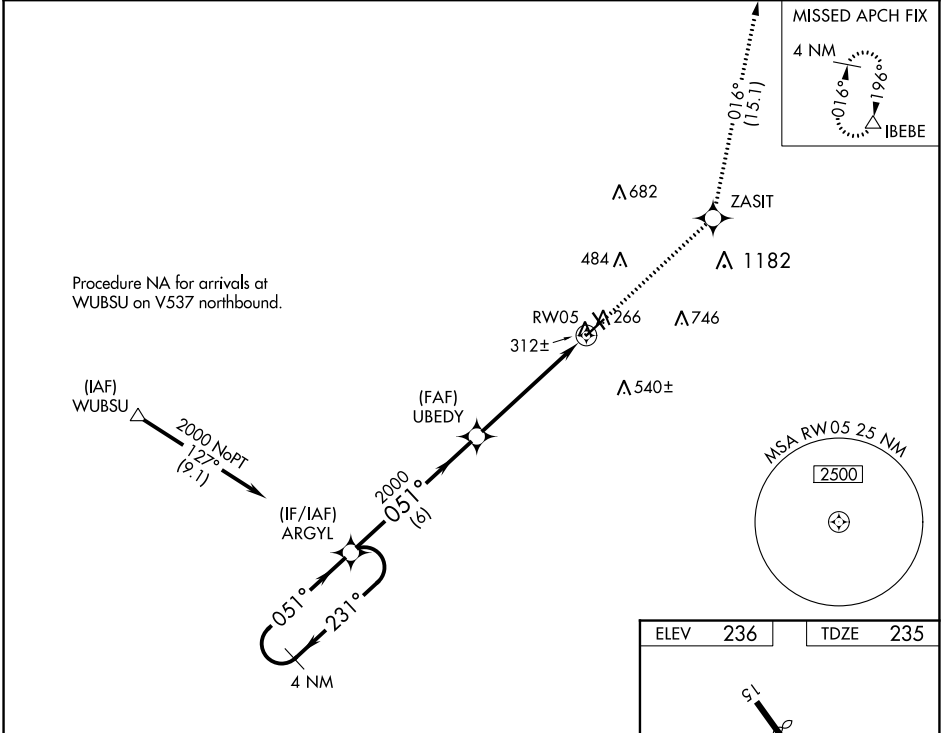 MISSED APCH FIX
4 NM
016°
196°
IBEBE
016°
(15.1)
682
ZASIT
484
1182
Procedure NA for arrivals at
WUBSU on V537 northbound.
RW05
266
746
312±
(IAF)
WUBSU
2000 NoPT
127°
(9.1)
(FAF)
UBEDY
540±
MSA RW05 25 NM
2500
2000
051°
(6)
(IF/IAF)
ARGYL
051°
231°
4 NM
ELEV 236
TDZE 235
15